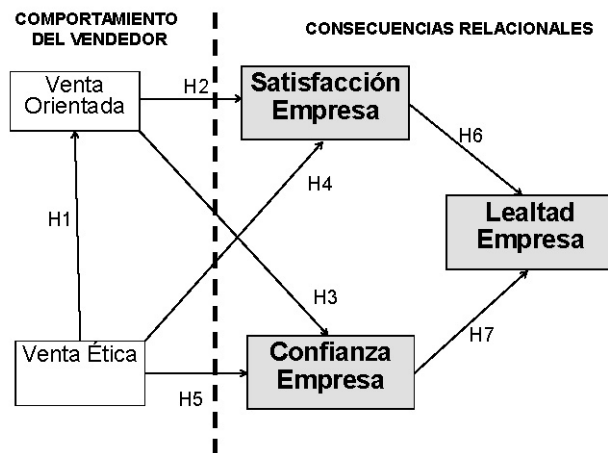 COMPORTAMIENTO
DEL VENDEDOR
CONSECUENCIAS RELACIONALES
Venta
Orientada
H2
Satisfacción
Empresa
H6
H4
H1
Lealtad
Empresa
H3
Venta Ética
H5
Confianza
Empresa
H7